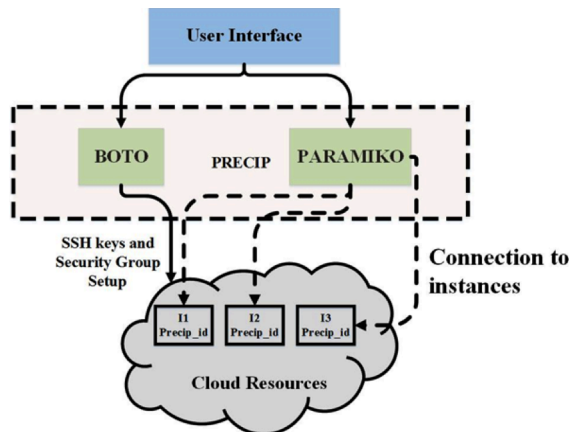 User Interface
BOTO
PRECIP
PARAMIKO
SSH keys and
Security Group
Setup
Connection to
instances
I1
Precip_id
I2
Precip_id
I3
Precip_id
Cloud Resources